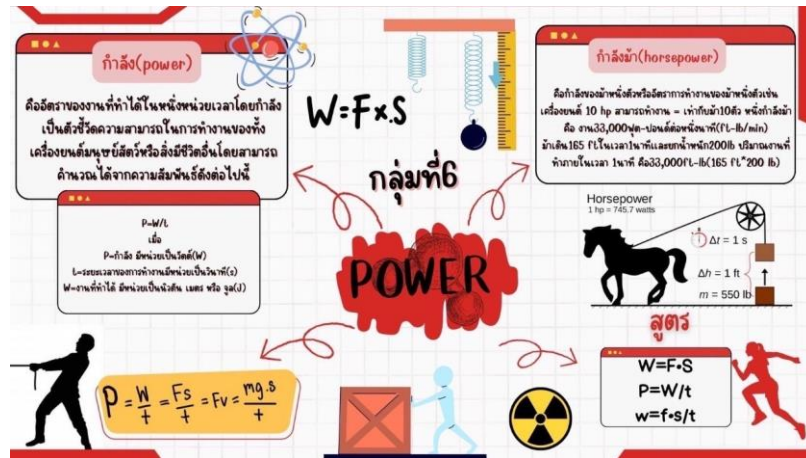 กำลัง(power)
คืออัตราของงานที่ทำได้ในหนึ่งหน่วยเวลาโดยกำลัง
เป็นตัวชี้วัดความสามารถในการทำงานของทั้ง
เครื่องยนต์มนุษย์สัตว์หรือสิ่งมีชีวิตอื่นโดยสามารถ
คำนวณได้จากความสัมพันธ์ดังต่อไปนี้
P=W/t
เมื่อ
P=กำลัง มีหน่วยเป็นวัตต์(W)
t=ระยะเวลาของการทำงานมีหน่วยเป็นวินาที(s)
W=งานที่ทำได้ มีหน่วยเป็นนิวตัน เมตร หรือ จูล(J)
W=F×.S
กลุ่มที่6
POWER
กำลังม้า(horsepower)
คือกำลังของม้าหนึ่งตัวหรืออัตราการทำงานของม้าหนึ่งตัวเช่น
เครื่องยนต์ 10 hp สามารถทำงาน = เท่ากับม้า10ตัว หนึ่งกำลังม้า
คือ งาน33,000ฟุต-ปอนด์ต่อหนึ่งนาที(ft-lb/min)
ม้าเดิน165 ftในเวลา1นาทีและยกน้ำหนัก200lb ปริมาณงานที่
ทำภายในเวลา 1นาที คือ33,000ft-lb(165 ft*200 lb)
Horsepower
1 hp = 745.7 watts
Δt = 1 s
Δh = 1 ft
m = 550 lb
สูตร
W=F•S
P=W/t
w=f•s/t
P = W/t = Fs/t = Fv = mg.s/t